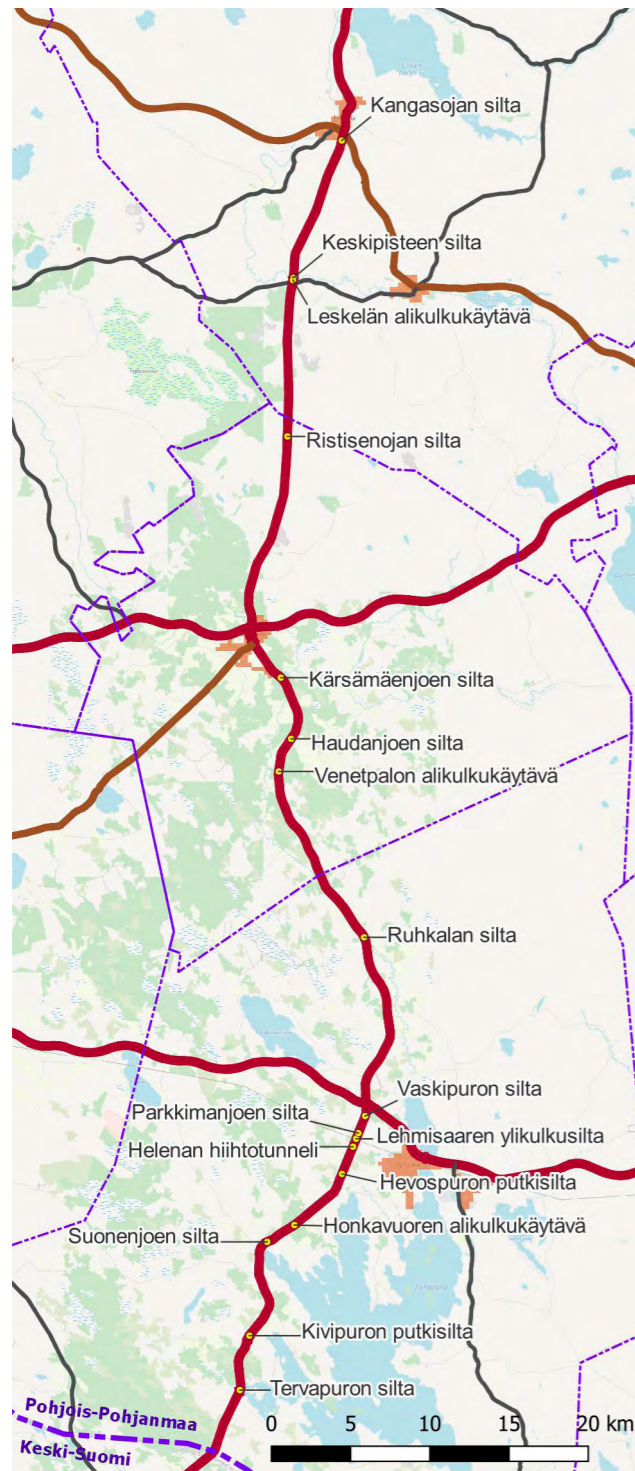 Kangasojan silta
Keskipisteen silta
Leskelän alikulkukäytävä
Ristisenojan silta
Kärsämäenjoen silta
Haudanjoen silta
Venetpalon alikulkukäytävä
Ruhkalan silta
Vaskipuron silta
Parkkimanjoen silta
Lehmisaaren ylikulkusilta
Helenan hiihtotunneli
Hevospuron putkisilta
Honkavuoren alikulkukäytävä
Suonenjoen silta
Kivipuron putkisilta
Tervapuron silta
Pohjois-Pohjanmaa
Keski-Suomi
0 5 10 15 20 km